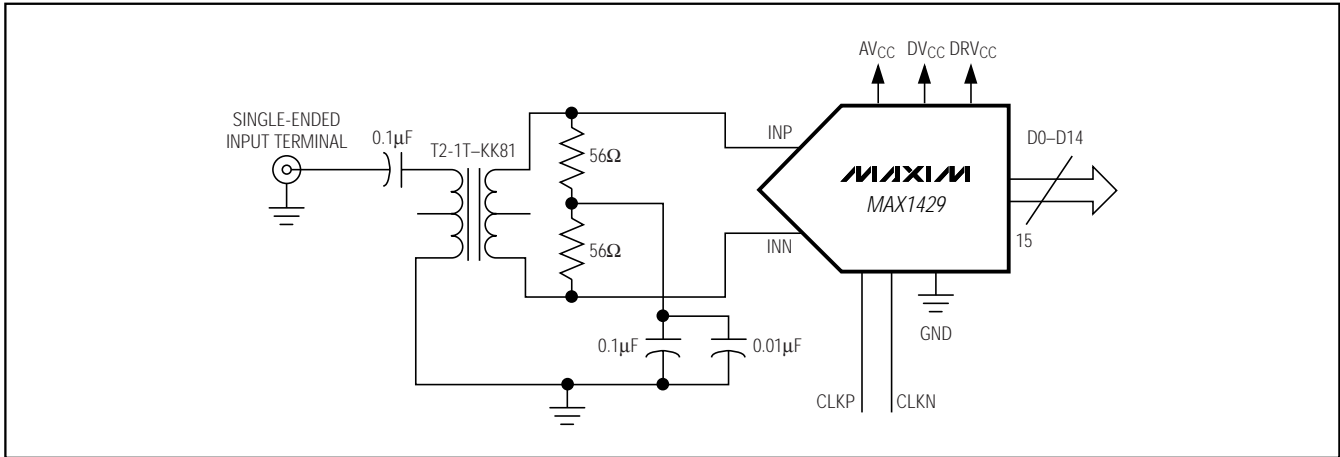 AVCC DVCC DRVCC
SINGLE-ENDED
INPUT TERMINAL
0.1μF
T2-1T–KK81
56Ω
56Ω
INP
INN
MAXIM
MAX1429
D0–D14
15
0.1μF
0.01μF
GND
CLKP
CLKN